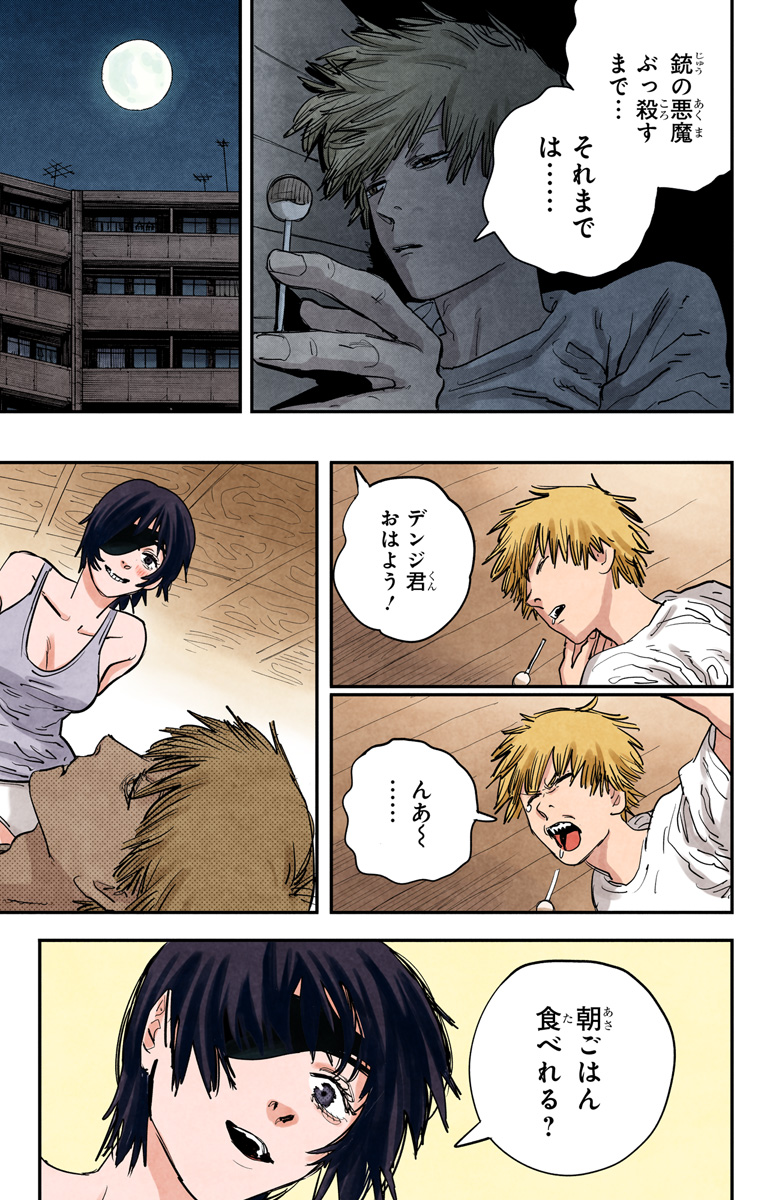 銃の悪魔
ぶっ殺す
まで…
それまで
は……
デンジ君
おはよう！
んあ〜
……
朝ごはん
食べれる？